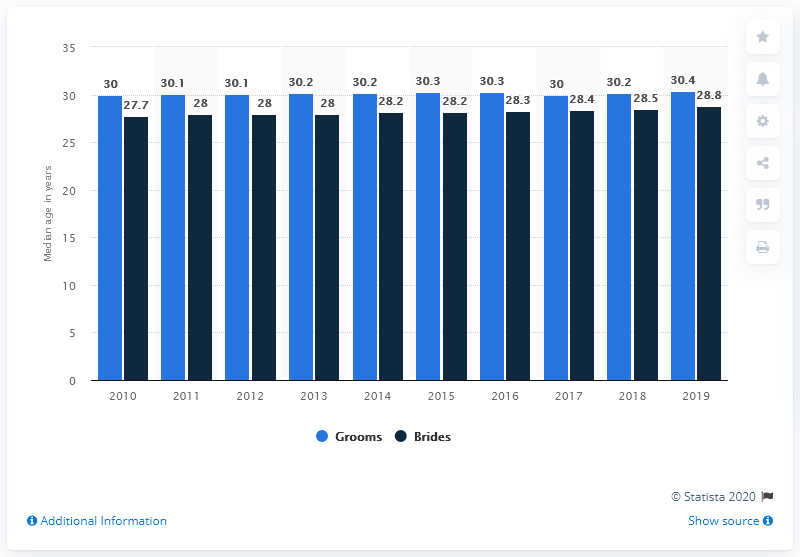 35
30
25
20
15
10
5
0
Median age in years
30 27.7 30.1 28 30.1 28 30.2 28 30.2 28.2 30.3 28.2 30.3 28.3 30 28.4 30.2 28.5 30.4 28.8
2010 2011 2012 2013 2014 2015 2016 2017 2018 2019
Grooms Brides
© Statista 2020
Additional Information Show source